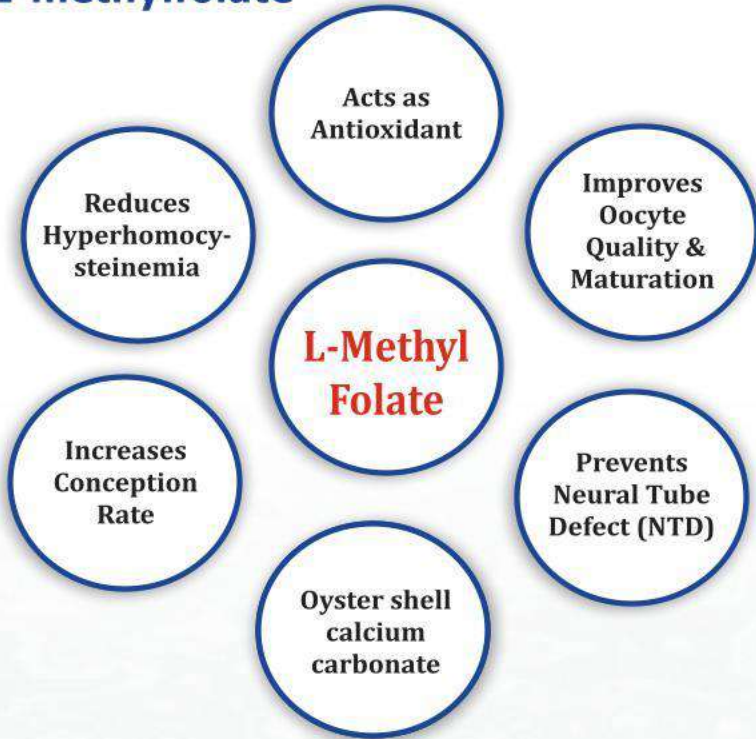 Acts as
Antioxidant
Reduces
Hyperhomocy-
steinemia
Improves
Oocyte
Quality &
Maturation
L-Methyl
Folate
Increases
Conception
Rate
Prevents
Neural Tube
Defect (NTD)
Oyster shell
calcium
carbonate